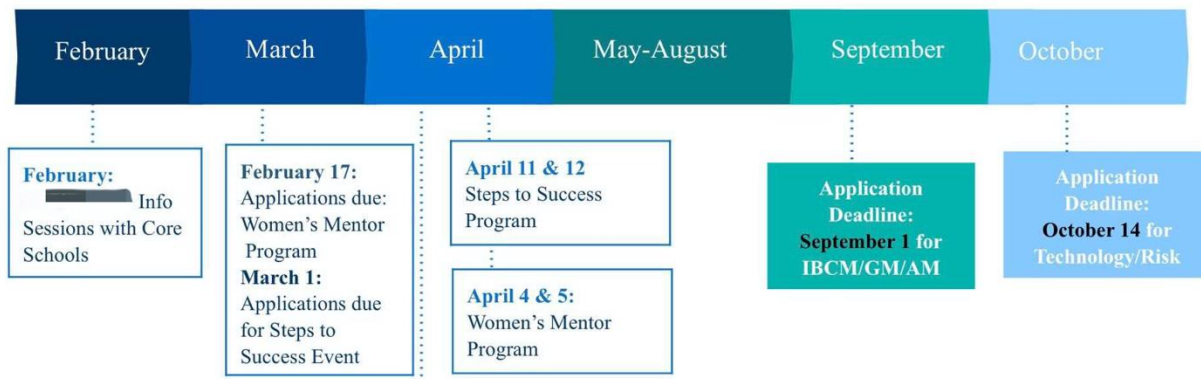 February
March
April
May-August
September
October
February:
Info
Sessions with Core
Schools
February 17:
Applications due:
Women’s Mentor
Program
March 1:
Applications due
for Steps to
Success Event
April 11 & 12
Steps to Success
Program
April 4 & 5:
Women’s Mentor
Program
Application
Deadline:
September 1 for
IBCM/GM/AM
Application
Deadline:
October 14 for
Technology/Risk